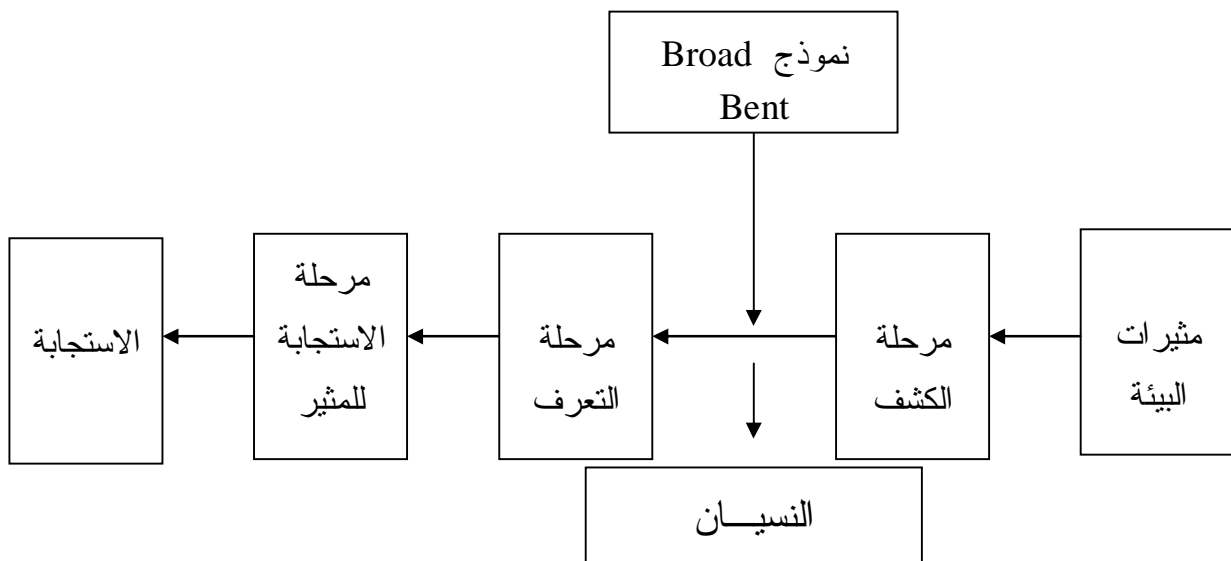 نموذج Broad
Bent
مثيرات
البيئة
مرحلة
الكشف
مرحلة
التعرف
مرحلة
الاستجابة
للمثير
الاستجابة
النسيـــان